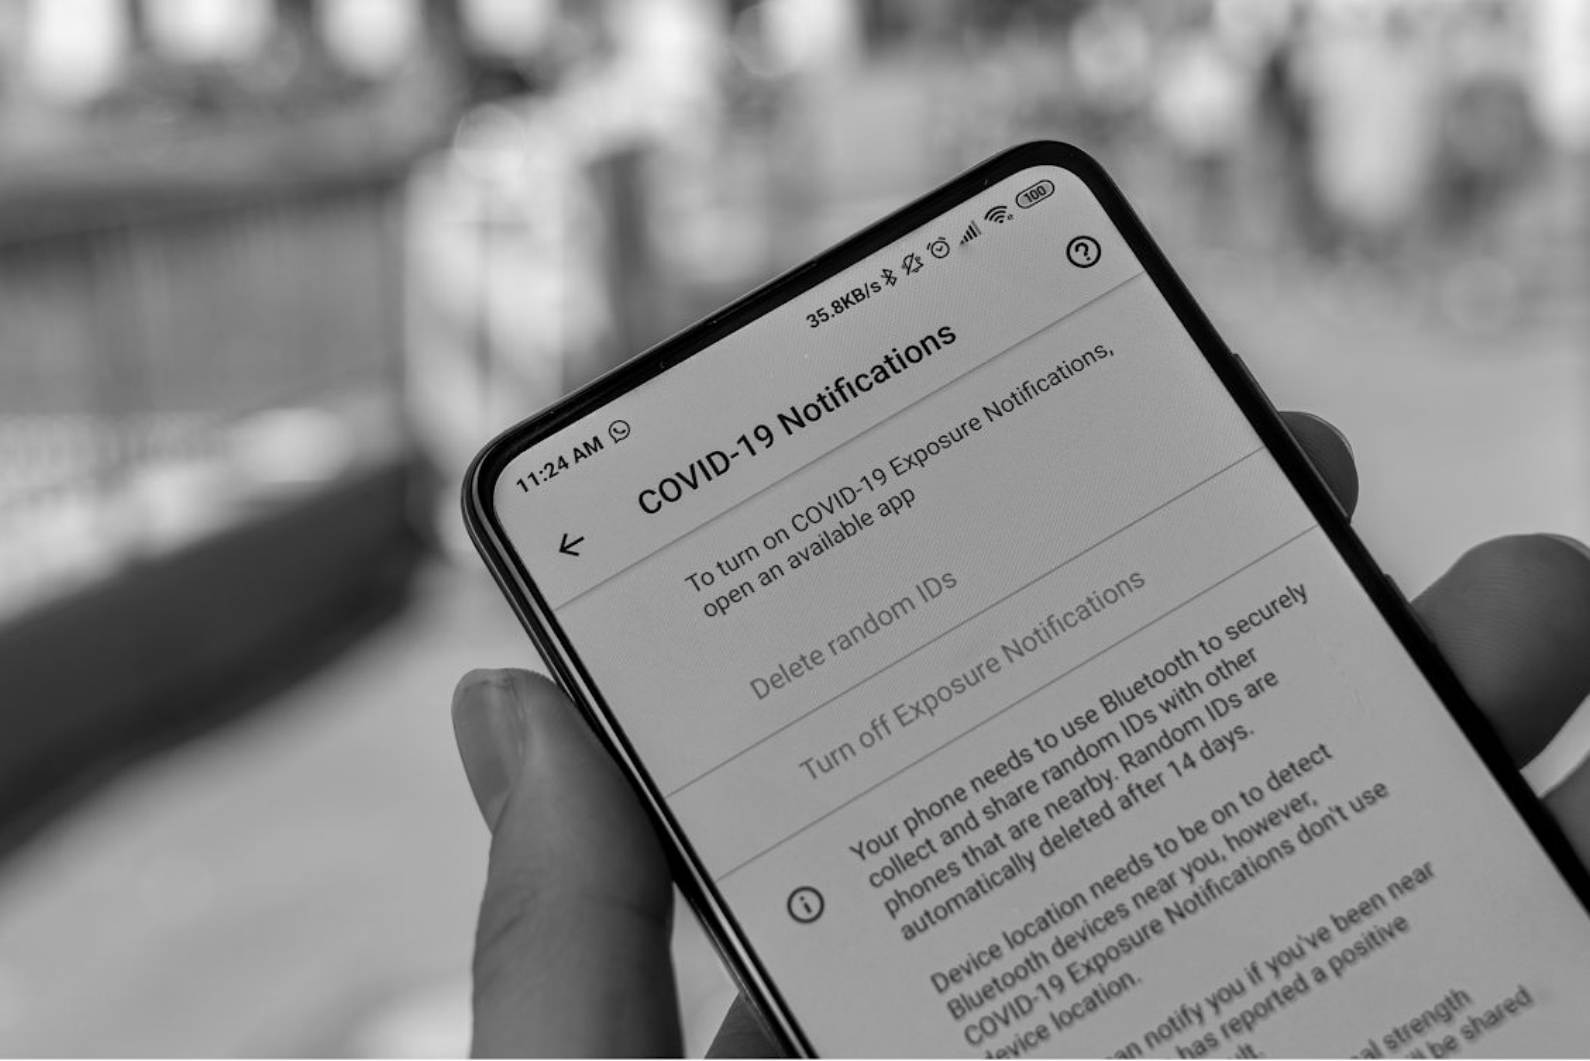 11:24 AM
35.8KB/s
100
COVID-19 Notifications
To turn on COVID-19 Exposure Notifications,
open an available app
Delete random IDs
Turn off Exposure Notifications
Your phone needs to use Bluetooth to securely
collect and share random IDs with other
phones that are nearby. Random IDs are
automatically deleted after 14 days.
Device location needs to be on to detect
Bluetooth devices near you, however,
COVID-19 Exposure Notifications don't use
device location.
notify you if you've been near
has reported a positive
strength
be shared